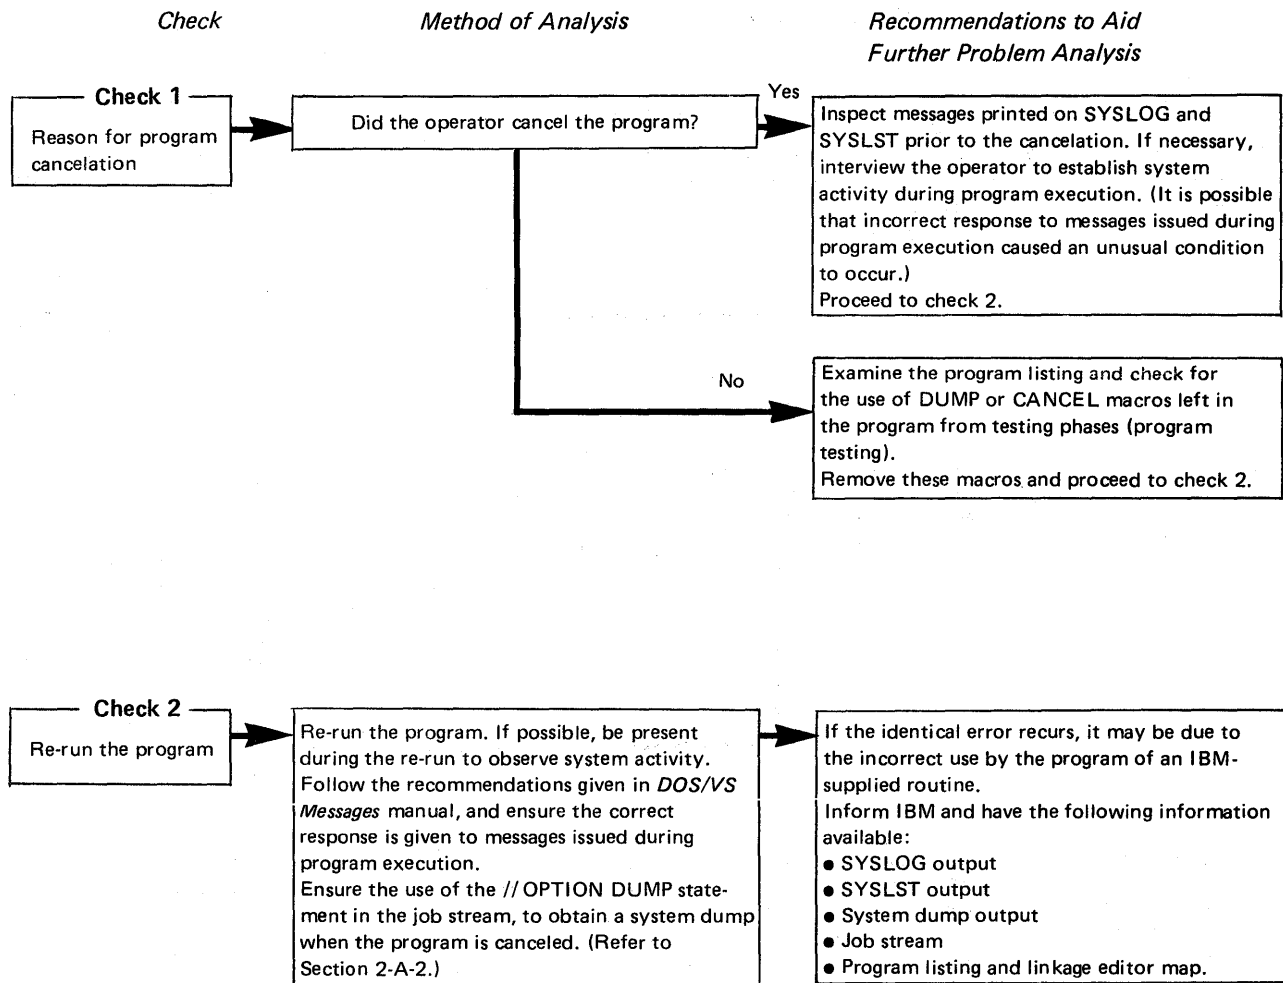 Check
Method of Analysis
Recommendations to Aid
Further Problem Analysis
Check 1
Reason for program
cancelation
Did the operator cancel the program?
Yes
Inspect messages printed on SYSLOG and
SYSLST prior to the cancelation. If necessary,
interview the operator to establish system
activity during program execution. (It is possible
that incorrect response to messages issued during
program execution caused an unusual condition
to occur.)
Proceed to check 2.
No
Examine the program listing and check for
the use of DUMP or CANCEL macros left in
the program from testing phases (program
testing).
Remove these macros and proceed to check 2.
Check 2
Re-run the program
Re-run the program. If possible, be present
during the re-run to observe system activity.
Follow the recommendations given in DOS/VS
Messages manual, and ensure the correct
response is given to messages issued during
program execution.
Ensure the use of the // OPTION DUMP state-
ment in the job stream, to obtain a system dump
when the program is canceled. (Refer to
Section 2-A-2.)
If the identical error recurs, it may be due to
the incorrect use by the program of an IBM-
supplied routine.
Inform IBM and have the following information
available:
● SYSLOG output
● SYSLST output
● System dump output
● Job stream
● Program listing and linkage editor map.